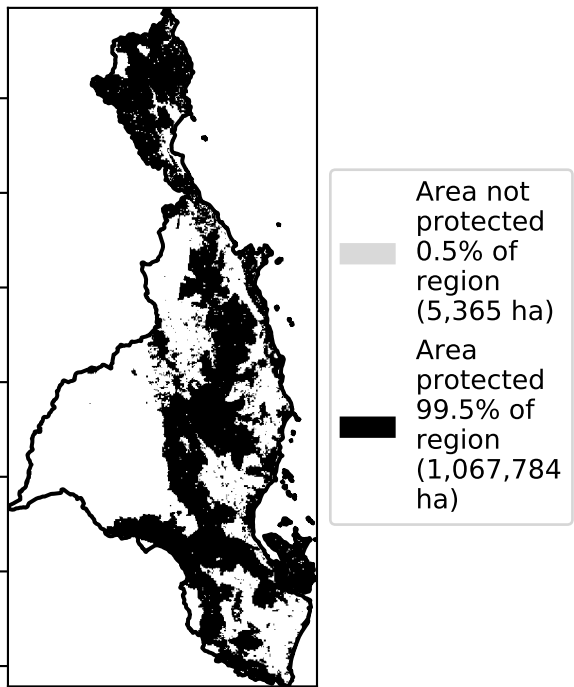 Area not
protected
0.5% of
region
(5,365 ha)
Area
protected
99.5% of
region
(1,067,784
ha)